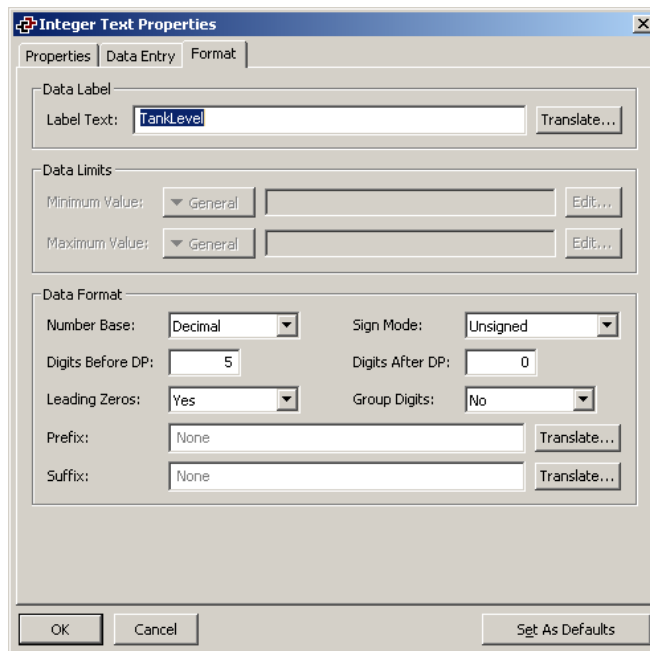 Integer Text Properties
Properties Data Entry Format
Data Label
Label Text: TankLevel Translate...
Data Limits
Minimum Value: General Edit...
Maximum Value: General Edit...
Data Format
Number Base: Decimal Sign Mode: Unsigned
Digits Before DP: 5 Digits After DP: 0
Leading Zeros: Yes Group Digits: No
Prefix: None Translate...
Suffix: None Translate...
OK Cancel Set As Defaults